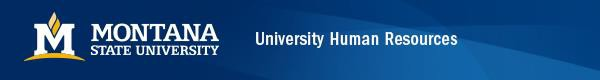 M MONTANA
STATE UNIVERSITY
University Human Resources